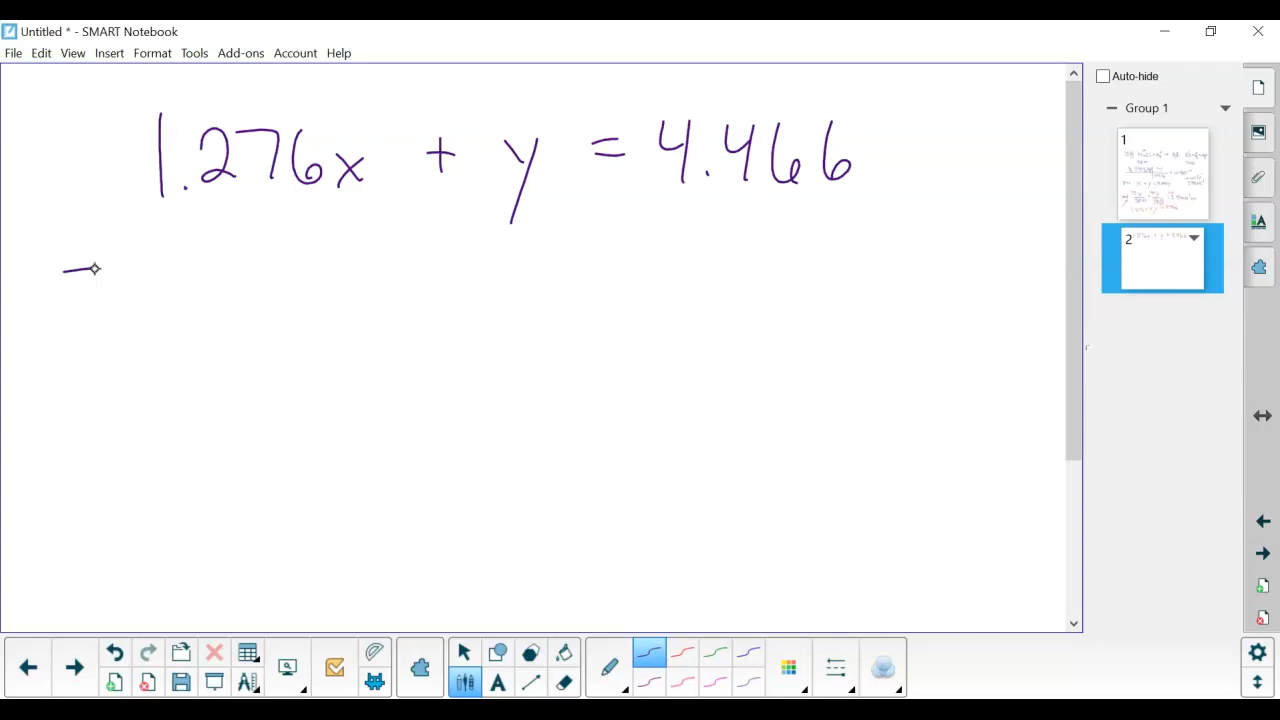 Untitled * - SMART Notebook
File Edit View Insert Format Tools Add-ons Account Help
Auto-hide
Group 1
1
2
1.276x + y = 4.466